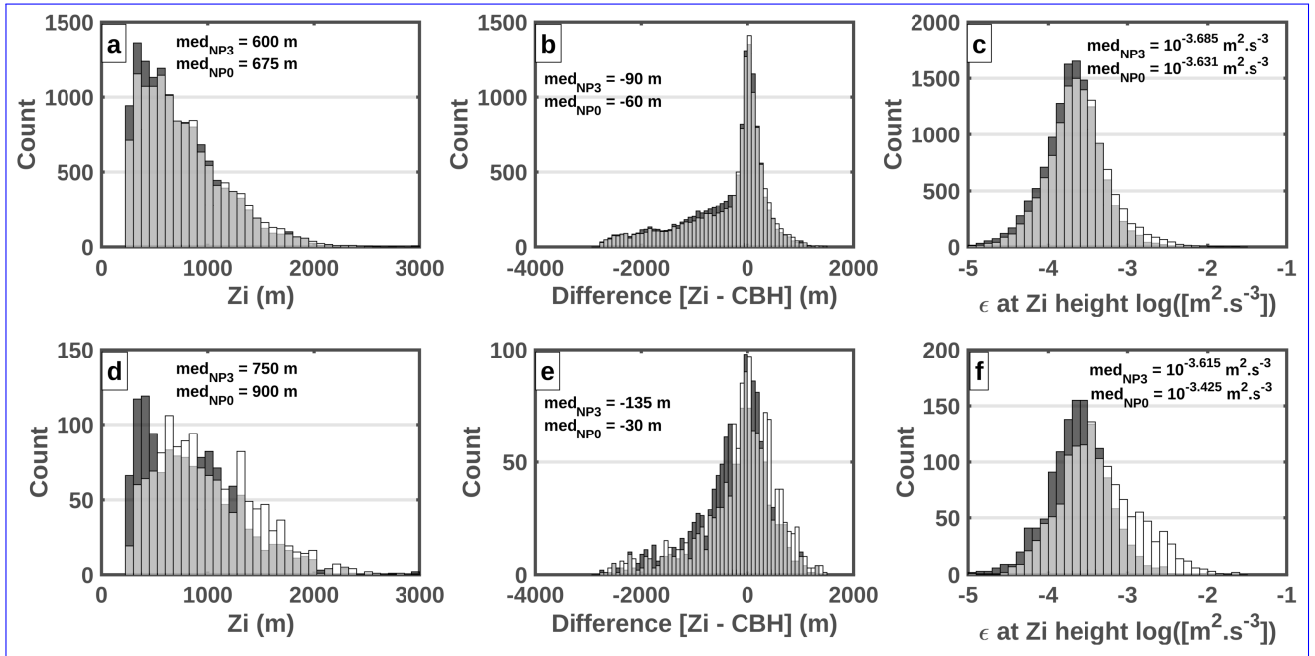 a
med_NP3 = 600 m
med_NP0 = 675 m
1500
1000
500
0
Count
0 1000 2000 3000
Zi (m)
b
med_NP3 = -90 m
med_NP0 = -60 m
1500
1000
500
0
Count
-4000 -2000 0 2000
Difference [Zi - CBH] (m)
c
med_NP3 = 10^-3.685 m^2.s^-3
med_NP0 = 10^-3.631 m^2.s^-3
2000
1500
1000
500
0
Count
-5 -4 -3 -2 -1
ϵ at Zi height log([m^2.s^-3])
d
med_NP3 = 750 m
med_NP0 = 900 m
150
100
50
0
Count
0 1000 2000 3000
Zi (m)
e
med_NP3 = -135 m
med_NP0 = -30 m
100
50
0
Count
-4000 -2000 0 2000
Difference [Zi - CBH] (m)
f
med_NP3 = 10^-3.615 m^2.s^-3
med_NP0 = 10^-3.425 m^2.s^-3
200
150
100
50
0
Count
-5 -4 -3 -2 -1
ϵ at Zi height log([m^2.s^-3])